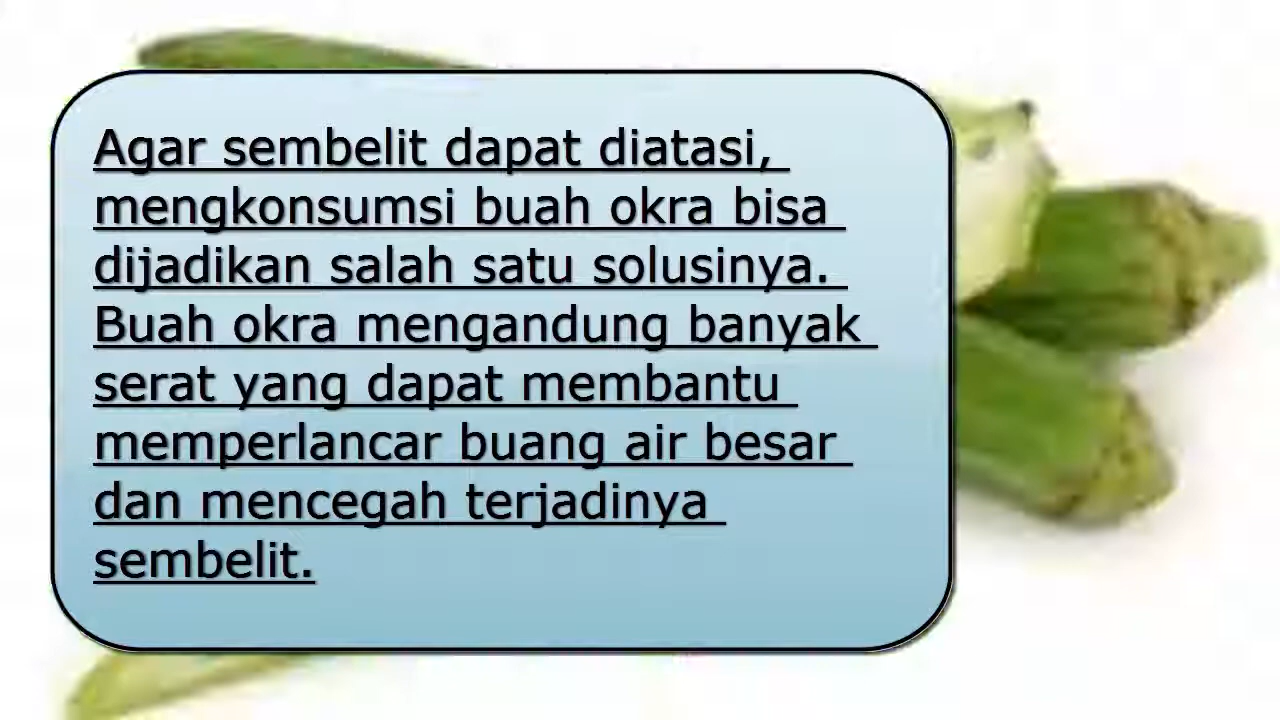 Agar sembelit dapat diatasi,
mengkonsumsi buah okra bisa
dijadikan salah satu solusinya.
Buah okra mengandung banyak
serat yang dapat membantu
memperlancar buang air besar
dan mencegah terjadinya
sembelit.